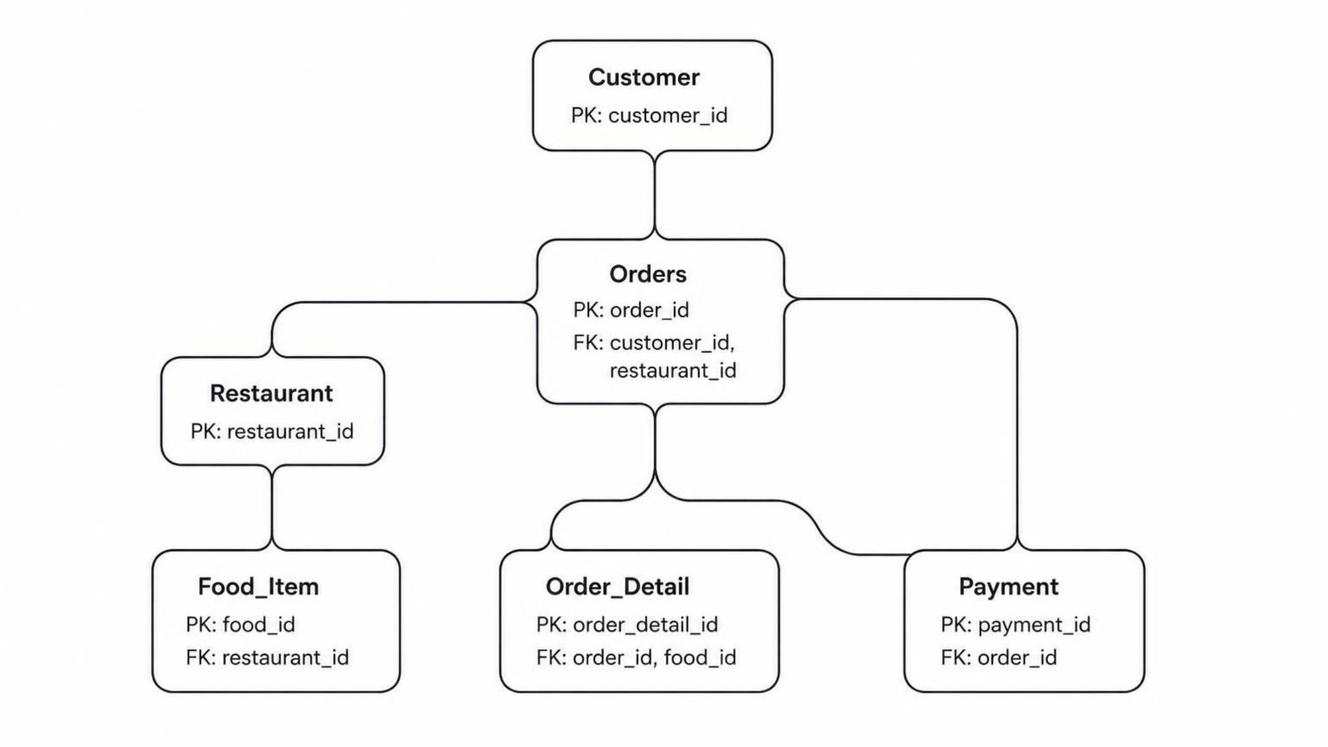 Customer
PK: customer_id
Orders
PK: order_id
FK: customer_id,
restaurant_id
Restaurant
PK: restaurant_id
Food_Item
PK: food_id
FK: restaurant_id
Order_Detail
PK: order_detail_id
FK: order_id, food_id
Payment
PK: payment_id
FK: order_id